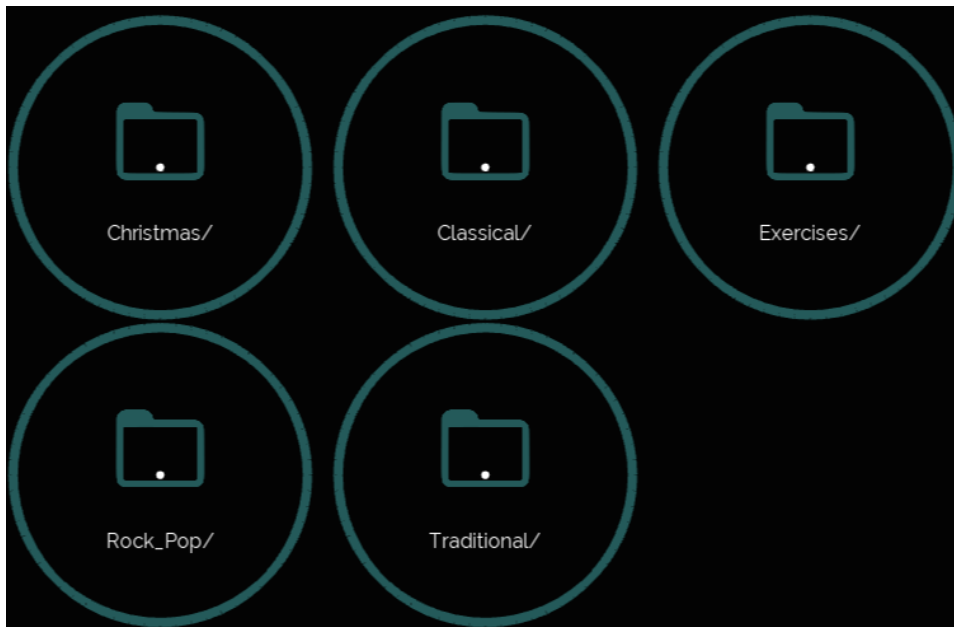 Christmas/
Classical/
Exercises/
Rock_Pop/
Traditional/